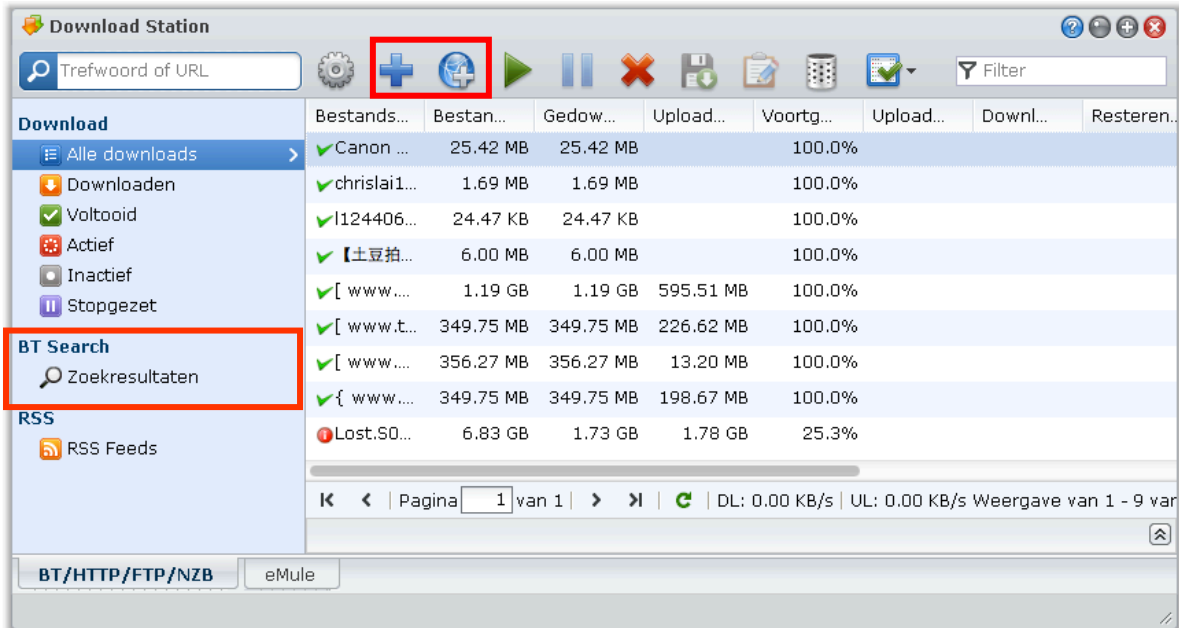 Download Station
Trefwoord of URL
Filter
Download
Alle downloads
Downloaden
Voltooid
Actief
Inactief
Stopgezet
BT Search
Zoekresultaten
RSS
RSS Feeds
Bestands... Bestan... Gedow... Upload... Voortg... Upload... Downl... Resteren..
Canon ... 25.42 MB 25.42 MB 100.0%
chrislai1... 1.69 MB 1.69 MB 100.0%
l124406... 24.47 KB 24.47 KB 100.0%
【土豆拍... 6.00 MB 6.00 MB 100.0%
[ www.... 1.19 GB 1.19 GB 595.51 MB 100.0%
[ www.t... 349.75 MB 349.75 MB 226.62 MB 100.0%
[ www.... 356.27 MB 356.27 MB 13.20 MB 100.0%
{ www.... 349.75 MB 349.75 MB 198.67 MB 100.0%
Lost.S0... 6.83 GB 1.73 GB 1.78 GB 25.3%
Pagina 1 van 1 DL: 0.00 KB/s UL: 0.00 KB/s Weergave van 1 - 9 van
BT/HTTP/FTP/NZB eMule